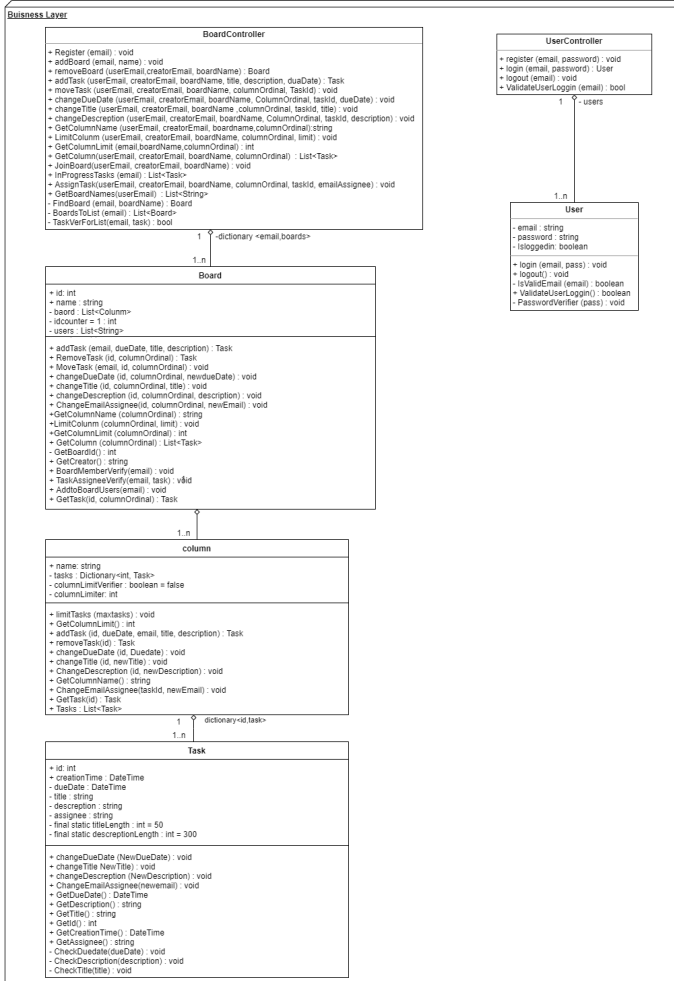 Buisness Layer
BoardController
+ Register (email) : void
+ addBoard (email, name) : void
+ removeBoard (userEmail,creatorEmail, boardName) : Board
+ addTask (userEmail, creatorEmail, boardName, title, description, duaDate) : Task
+ moveTask (userEmail, creatorEmail, boardName, columnOrdinal, TaskId) : void
+ changeDueDate (userEmail, creatorEmail, boardName, ColumnOrdinal, taskId, dueDate) : void
+ changeTitle (userEmail, creatorEmail, boardName ,columnOrdinal, taskId, title) : void
+ changeDescreption (userEmail, creatorEmail, boardName, ColumnOrdinal, taskId, description) : void
+ GetColumnName (userEmail, creatorEmail, boardname,columnOrdinal):string
+ LimitColunm (userEmail, creatorEmail, boardName, columnOrdinal, limit) : void
+ GetColumnLimit (email,boardName,columnOrdinal) : int
+ GetColumn(userEmail, creatorEmail, boardName, columnOrdinal) : List<Task>
+ JoinBoard(userEmail, creatorEmail, boardName) : void
+ InProgressTasks (email) : List<Task>
+ AssignTask(userEmail, creatorEmail, boardName, columnOrdinal, taskId, emailAssignee) : void
+ GetBoardNames(userEmail) : List<String>
- FindBoard (email, boardName) : Board
- BoardsToList (email) : List<Board>
- TaskVerForList(email, task) : bool
1 -dictionary <email,boards>
1..n
Board
+ id: int
+ name : string
- baord : List<Colunm>
- idcounter = 1 : int
- users : List<String>
+ addTask (email, dueDate, title, description) : Task
+ RemoveTask (id, columnOrdinal) : Task
+ MoveTask (email, id, columnOrdinal) : void
+ changeDueDate (id, columnOrdinal, newdueDate) : void
+ changeTitle (id, columnOrdinal, title) : void
+ changeDescreption (id, columnOrdinal, description) : void
+ ChangeEmailAssignee(id, columnOrdinal, newEmail) : void
+GetColumnName (columnOrdinal) : string
+LimitColunm (columnOrdinal, limit) : void
+GetColumnLimit (columnOrdinal) : int
+ GetColumn (columnOrdinal) : List<Task>
- GetBoardId() : int
+ GetCreator() : string
+ BoardMemberVerify(email) : void
+ TaskAssigneeVerify(email, task) : void
+ AddtoBoardUsers(email) : void
+ GetTask(id, columnOrdinal) : Task
1..n
column
+ name: string
- tasks : Dictionary<int, Task>
- columnLimitVerifier : boolean = false
- columnLimiter: int
+ limitTasks (maxtasks) : void
+ GetColumnLimit() : int
+ addTask (id, dueDate, email, title, description) : Task
+ removeTask(id) : Task
+ changeDueDate (id, Duedate) : void
+ changeTitle (id, newTitle) : void
+ ChangeDescreption (id, newDescription) : void
+ GetColumnName() : string
+ ChangeEmailAssignee(taskId, newEmail) : void
+ GetTask(id) : Task
+ Tasks : List<Task>
1 dictionary<id,task>
1..n
Task
+ id: int
+ creationTime : DateTime
- dueDate : DateTime
- title : string
- descreption : string
- assignee : string
- final static titleLength : int = 50
- final static descreptionLength : int = 300
+ changeDueDate (NewDueDate) : void
+ changeTitle NewTitle) : void
+ changeDescreption (NewDescription) : void
+ ChangeEmailAssignee(newemail) : void
+ GetDueDate() : DateTime
+ GetDescription() : string
+ GetTitle() : string
+ GetId() : int
+ GetCreationTime() : DateTime
+ GetAssignee() : string
- CheckDuedate(dueDate) : void
- CheckDescription(description) : void
- CheckTitle(title) : void
UserController
+ register (email, password) : void
+ login (email, password) : User
+ logout (email) : void
+ ValidateUserLoggin (email) : bool
1 - users
1..n
User
- email : string
- password : string
- Isloggedin: boolean
+ login (email, pass) : void
+ logout() : void
- IsValidEmail (email) : boolean
+ ValidateUserLoggin() : boolean
- PasswordVerifier (pass) : void